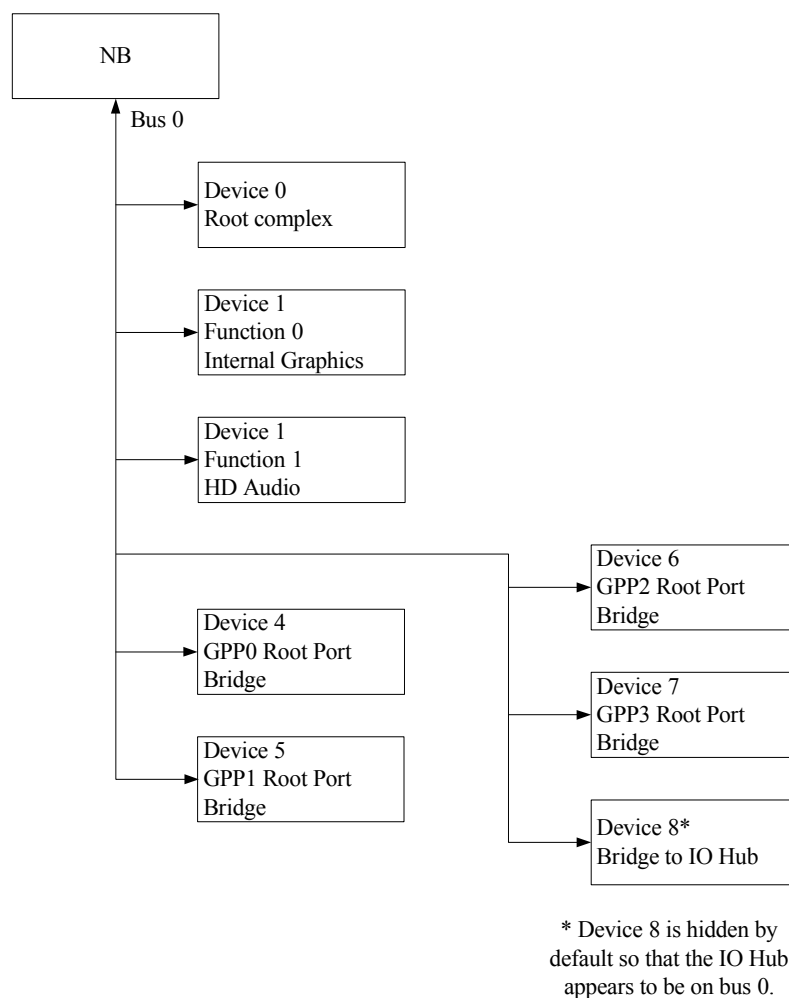 NB
Bus 0
Device 0
Root complex
Device 1
Function 0
Internal Graphics
Device 1
Function 1
HD Audio
Device 4
GPP0 Root Port
Bridge
Device 5
GPP1 Root Port
Bridge
Device 6
GPP2 Root Port
Bridge
Device 7
GPP3 Root Port
Bridge
Device 8*
Bridge to IO Hub
* Device 8 is hidden by
default so that the IO Hub
appears to be on bus 0.